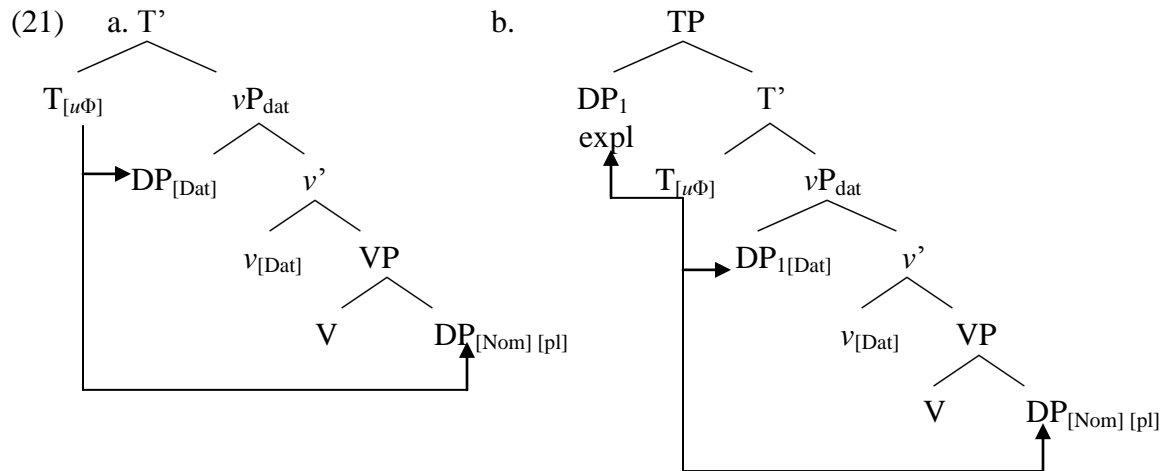 (21) a. T’ b. TP
T[uΦ] vPdat DP1 T’
expl
DP[Dat] v’ T[uΦ] vPdat
v[Dat] VP DP1[Dat] v’
V DP[Nom] [pl] v[Dat] VP
V DP[Nom] [pl]